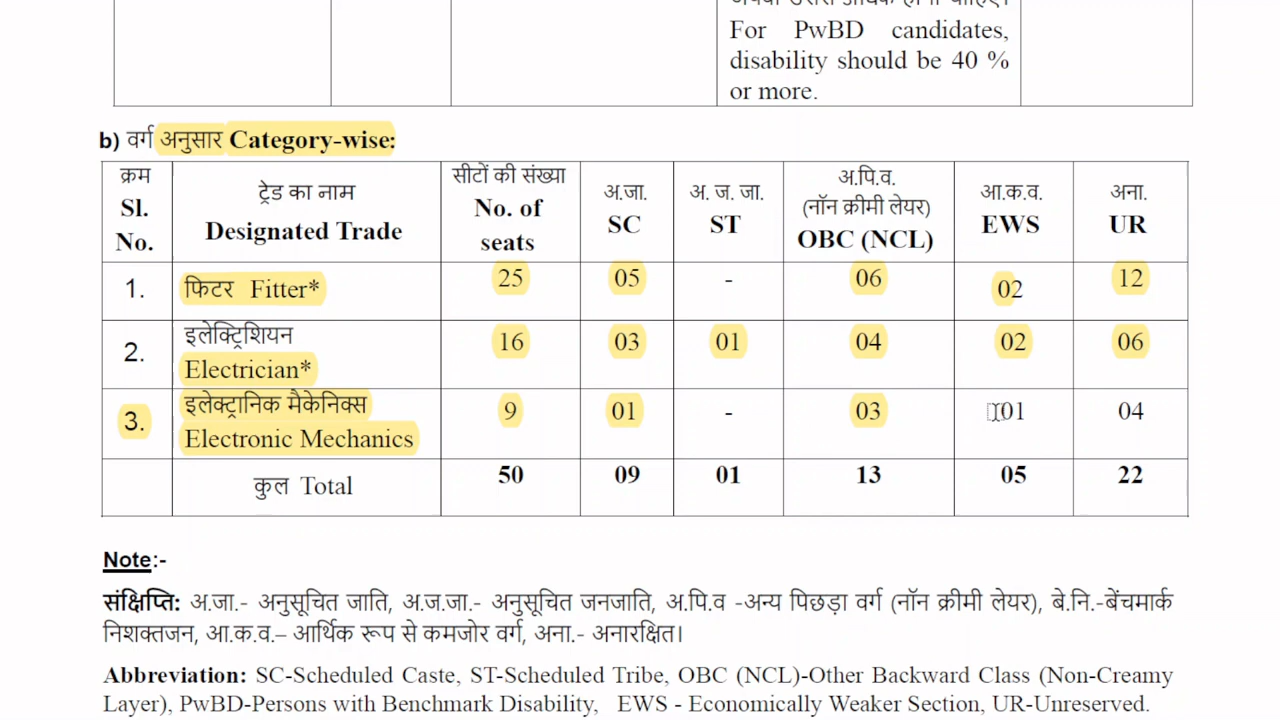 For PwBD candidates,
disability should be 40 %
or more.
b) वर्ग अनुसार Category-wise:
क्रम Sl. No. ट्रेड का नाम Designated Trade सीटों की संख्या No. of seats अ.जा. SC अ. ज. जा. ST अ.पि.व. (नॉन क्रीमी लेयर) OBC (NCL) आ.क.व. EWS अना. UR
1. फिटर Fitter* 25 05 - 06 02 12
2. इलेक्ट्रिशियन Electrician* 16 03 01 04 02 06
3. इलेक्ट्रानिक मैकेनिक्स Electronic Mechanics 9 01 - 03 01 04
कुल Total 50 09 01 13 05 22
Note:-
संक्षिप्ति: अ.जा.- अनुसूचित जाति, अ.ज.जा.- अनुसूचित जनजाति, अ.पि.व -अन्य पिछड़ा वर्ग (नॉन क्रीमी लेयर), बे.नि.-बेंचमार्क
निशक्तजन, आ.क.व.– आर्थिक रूप से कमजोर वर्ग, अना.- अनारक्षित।
Abbreviation: SC-Scheduled Caste, ST-Scheduled Tribe, OBC (NCL)-Other Backward Class (Non-Creamy
Layer), PwBD-Persons with Benchmark Disability, EWS - Economically Weaker Section, UR-Unreserved.